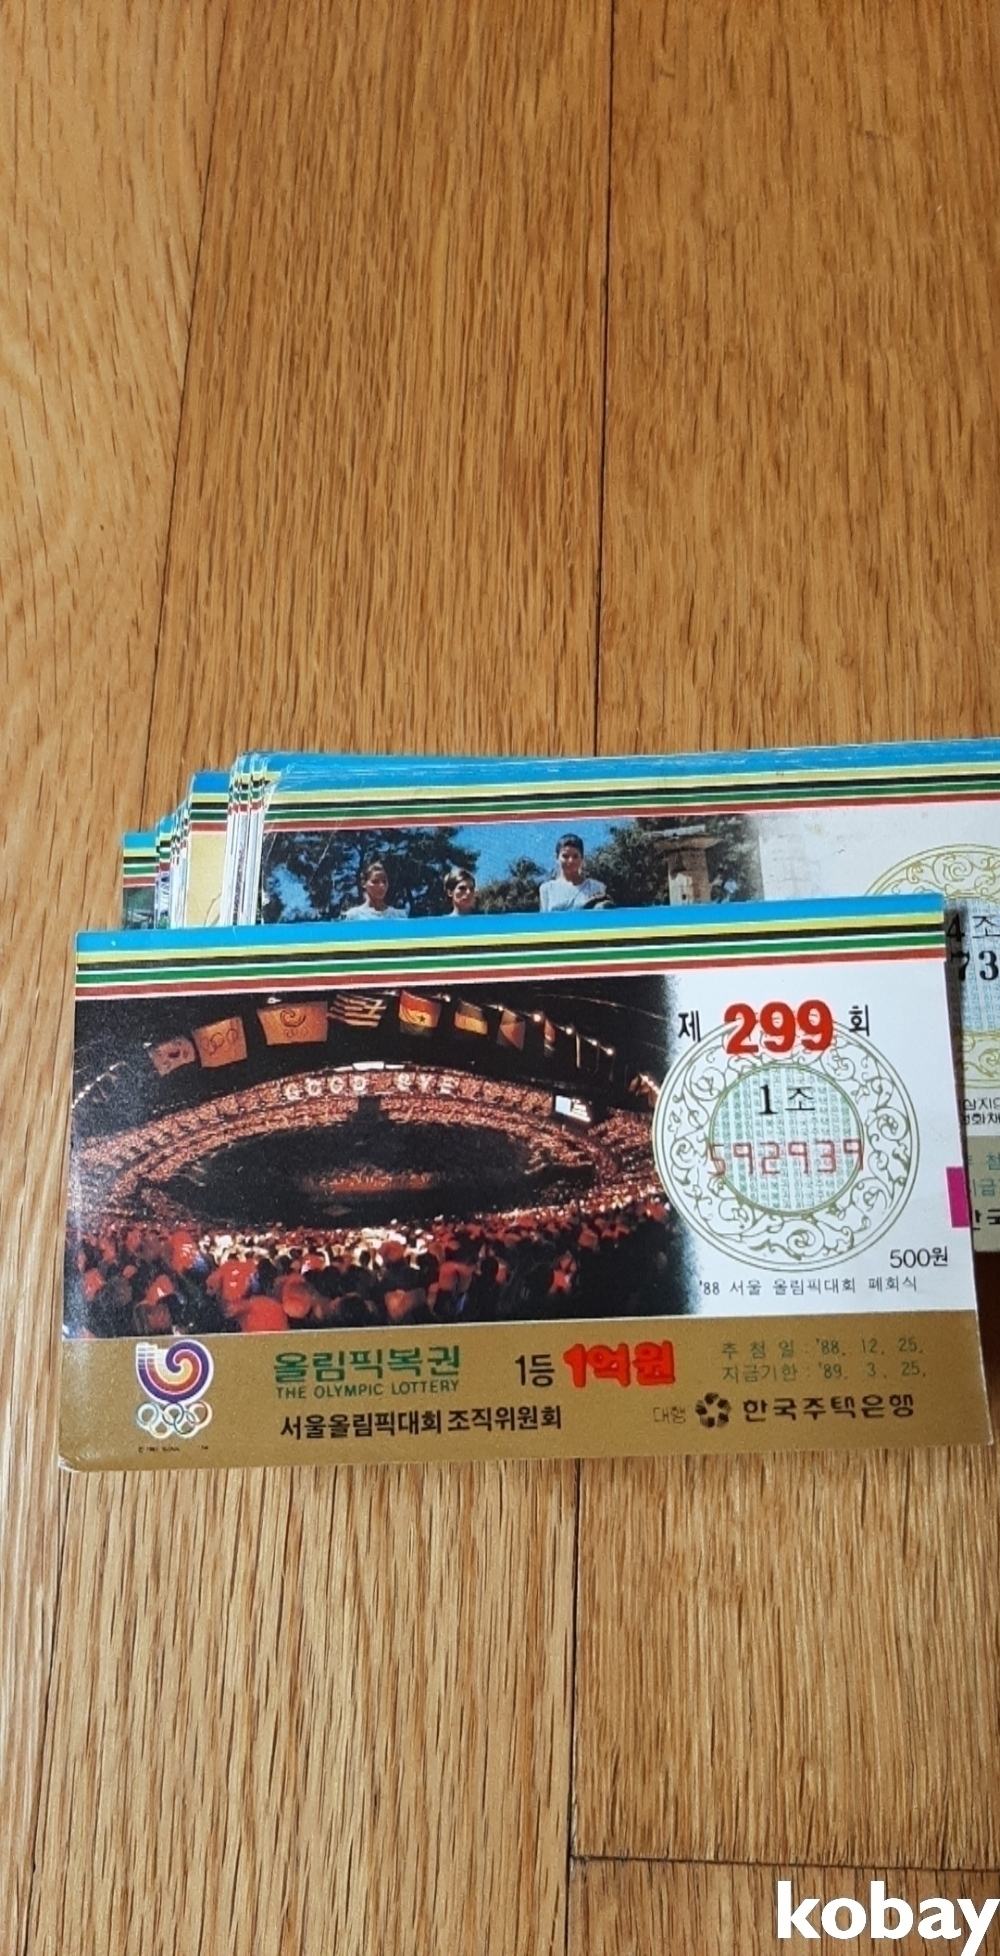 4조
73
GOOD BYE
제 299 회
1조
592939
500원
'88 서울 올림픽대회 폐회식
올림픽복권
THE OLYMPIC LOTTERY
1등 1억원
추첨일 : '88. 12. 25.
지급기한 : '89. 3. 25.
서울올림픽대회 조직위원회
대행 한국주택은행
kobay